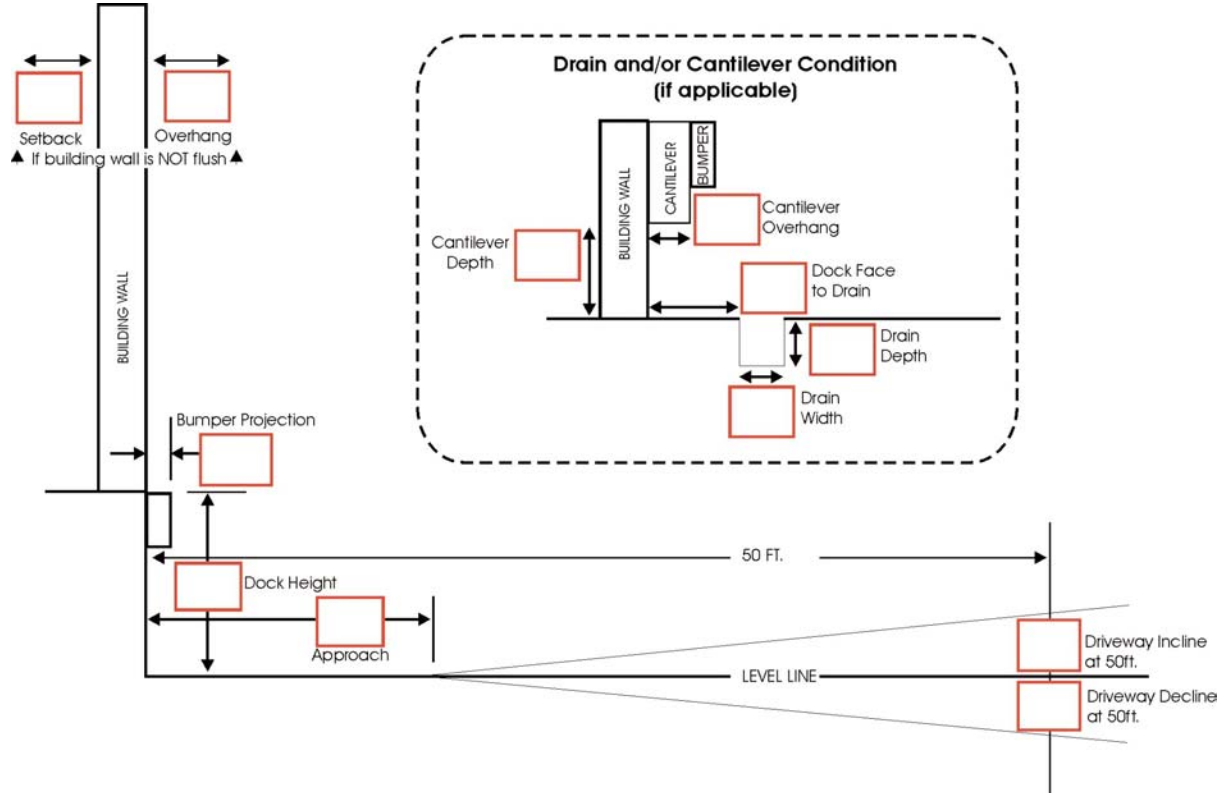 Drain and/or Cantilever Condition
(if applicable)
Setback
Overhang
If building wall is NOT flush
BUILDING WALL
BUILDING WALL
CANTILEVER
BUMPER
Cantilever
Overhang
Cantilever
Depth
Dock Face
to Drain
Drain
Depth
Drain
Width
Bumper Projection
50 FT.
Dock Height
Approach
LEVEL LINE
Driveway Incline
at 50ft.
Driveway Decline
at 50ft.